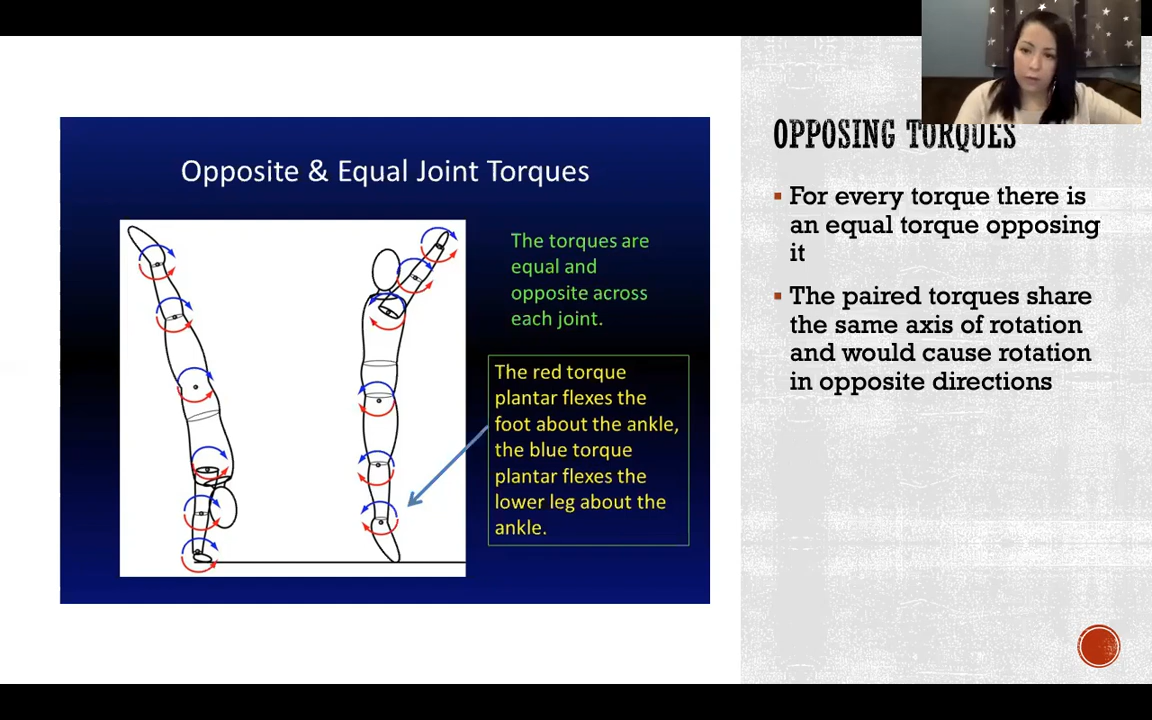 Opposite & Equal Joint Torques
The torques are
equal and
opposite across
each joint.
The red torque
plantar flexes the
foot about the ankle,
the blue torque
plantar flexes the
lower leg about the
ankle.
OPPOSING TORQUES
▪ For every torque there is
an equal torque opposing
it
▪ The paired torques share
the same axis of rotation
and would cause rotation
in opposite directions